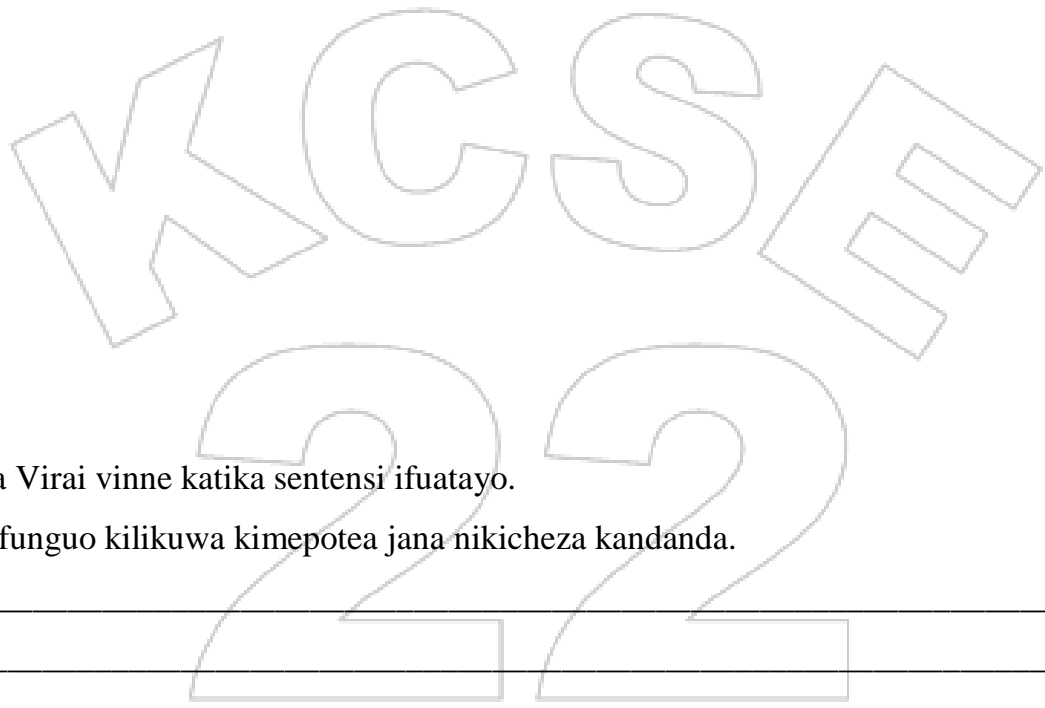 KCSE
22
a Virai vinne katika sentensi ifuatayo.
funguo kilikuwa kimepotea jana nikicheza kandanda.